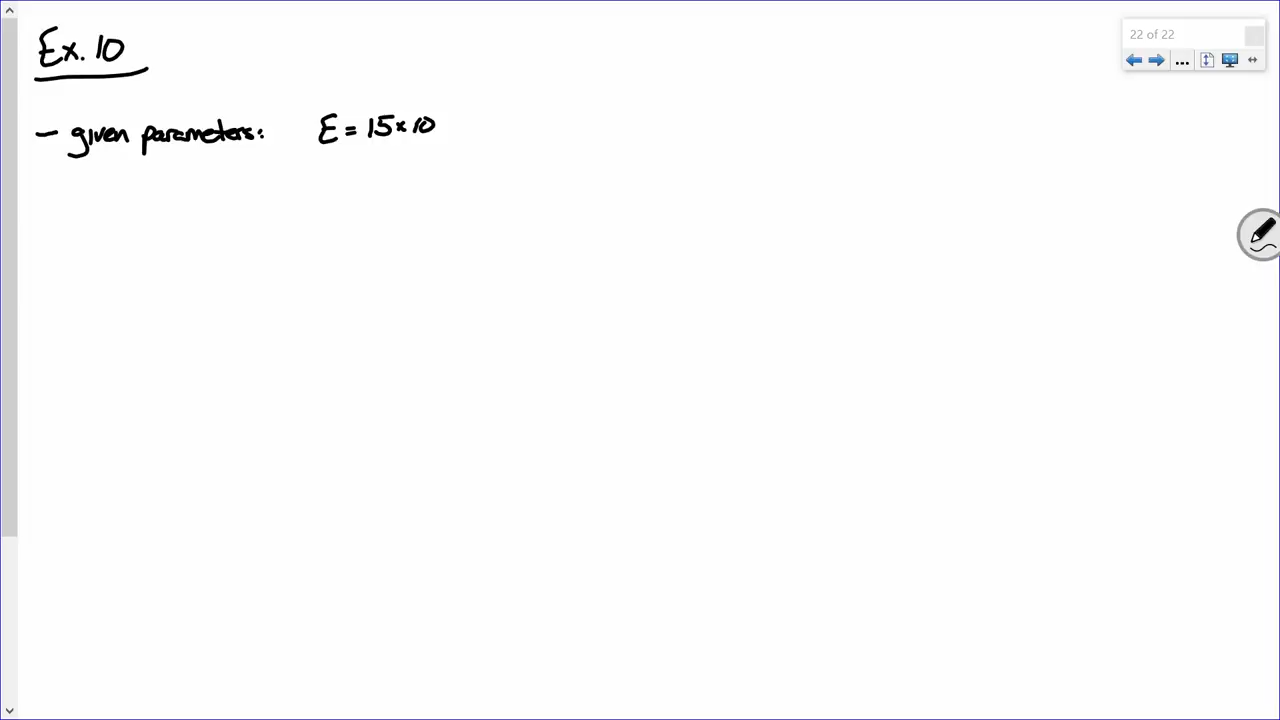 Ex. 10
22 of 22
– given parameters: E = 15×10